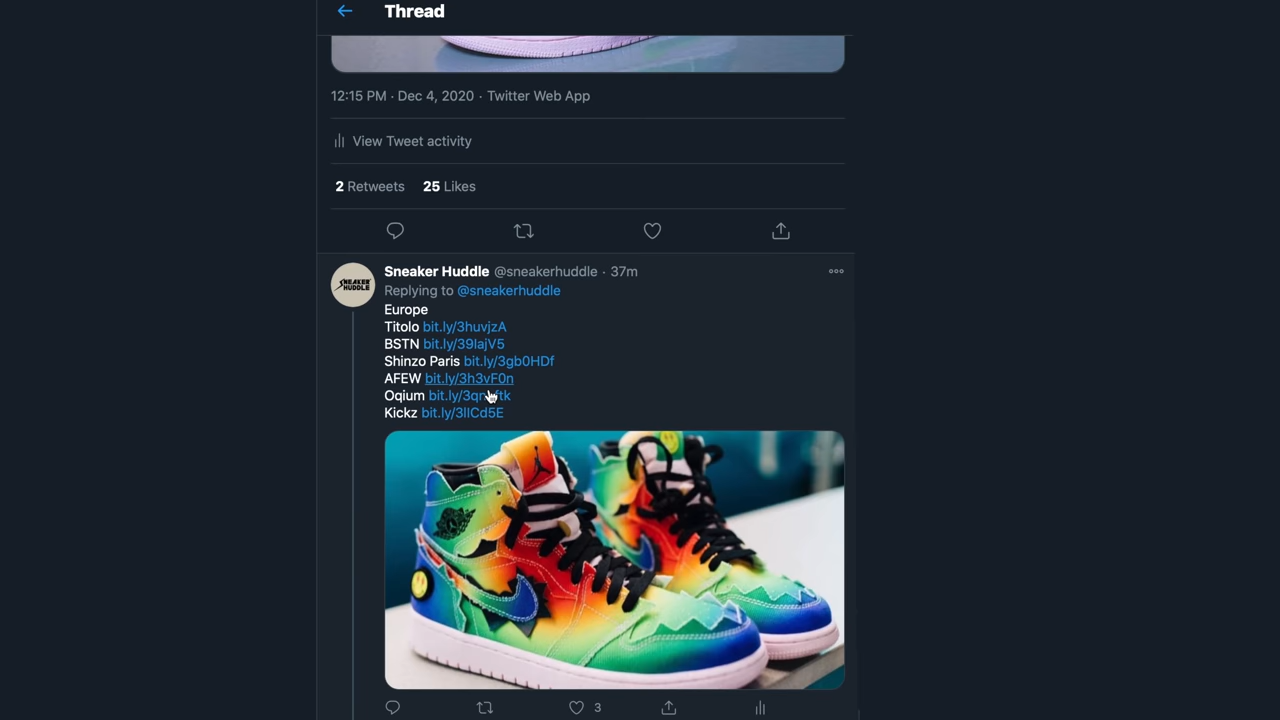 Thread
12:15 PM · Dec 4, 2020 · Twitter Web App
View Tweet activity
2 Retweets 25 Likes
Sneaker Huddle @sneakerhuddle · 37m
SNEAKER HUDDLE
Replying to @sneakerhuddle
Europe
Titolo bit.ly/3huvjzA
BSTN bit.ly/39lajV5
Shinzo Paris bit.ly/3gb0HDf
AFEW bit.ly/3h3vF0n
Oqium
Kickz bit.ly/3llCd5E
3